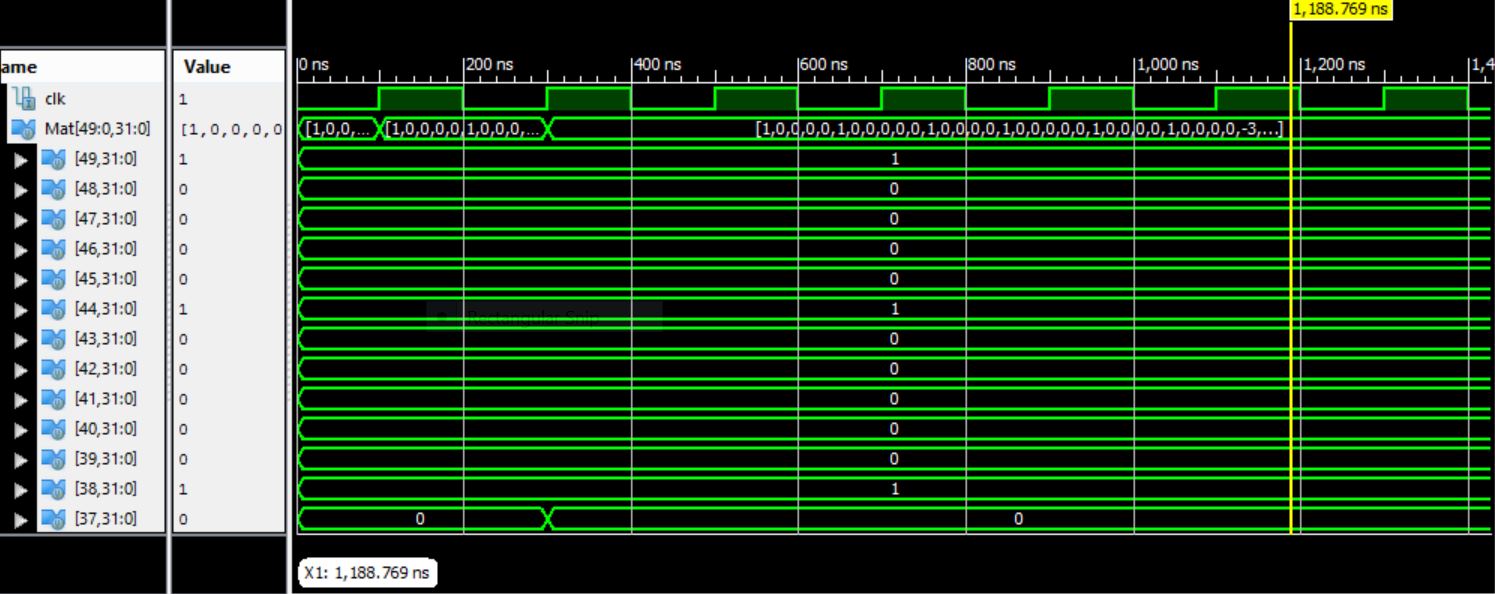 1,188.769 ns
ame Value 0 ns 200 ns 400 ns 600 ns 800 ns 1,000 ns 1,200 ns 1,4
clk 1
Mat[49:0,31:0] [1,0,0,0,0 [1,0,0,... [1,0,0,0,0,1,0,0,0,... [1,0,0,0,0,1,0,0,0,0,0,1,0,0,0,0,1,0,0,0,0,0,1,0,0,0,0,1,0,0,0,0,-3,...]
[49,31:0] 1 1
[48,31:0] 0 0
[47,31:0] 0 0
[46,31:0] 0 0
[45,31:0] 0 0
[44,31:0] 1 1
Rectangular Snip
[43,31:0] 0 0
[42,31:0] 0 0
[41,31:0] 0 0
[40,31:0] 0 0
[39,31:0] 0 0
[38,31:0] 1 1
[37,31:0] 0 0 0
X1: 1,188.769 ns